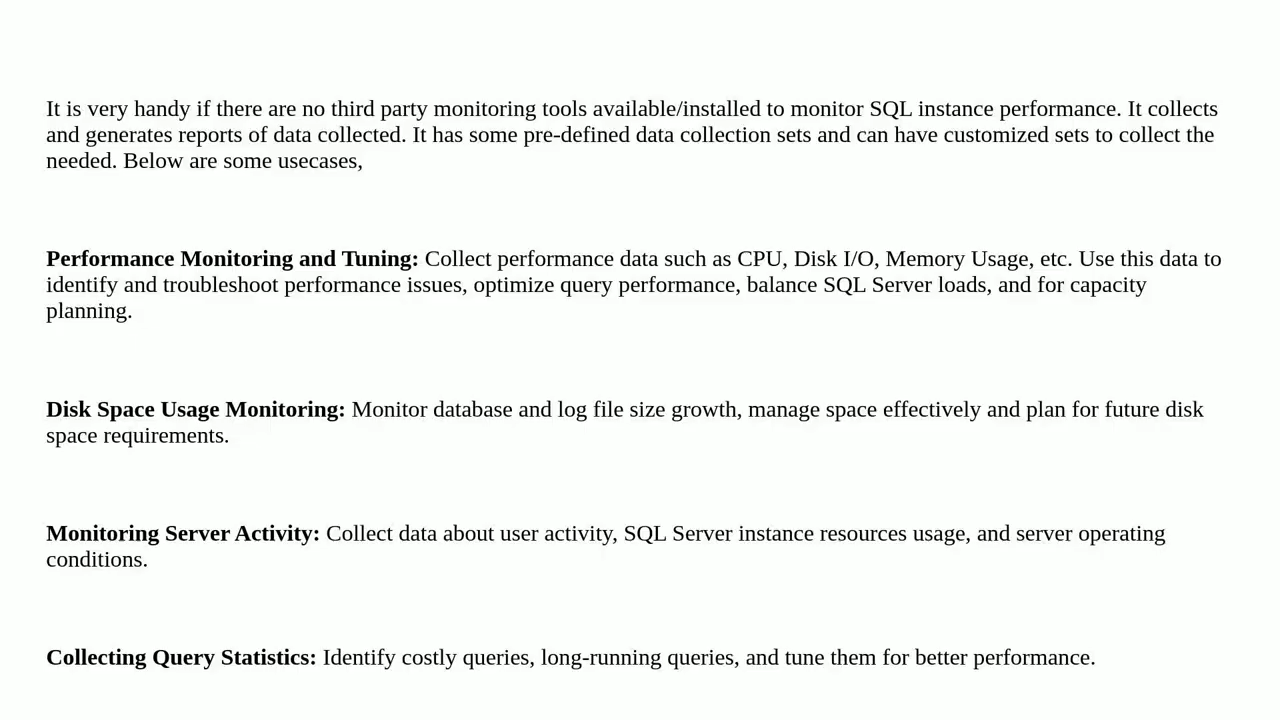 It is very handy if there are no third party monitoring tools available/installed to monitor SQL instance performance. It collects
and generates reports of data collected. It has some pre-defined data collection sets and can have customized sets to collect the
needed. Below are some usecases,
Performance Monitoring and Tuning: Collect performance data such as CPU, Disk I/O, Memory Usage, etc. Use this data to
identify and troubleshoot performance issues, optimize query performance, balance SQL Server loads, and for capacity
planning.
Disk Space Usage Monitoring: Monitor database and log file size growth, manage space effectively and plan for future disk
space requirements.
Monitoring Server Activity: Collect data about user activity, SQL Server instance resources usage, and server operating
conditions.
Collecting Query Statistics: Identify costly queries, long-running queries, and tune them for better performance.